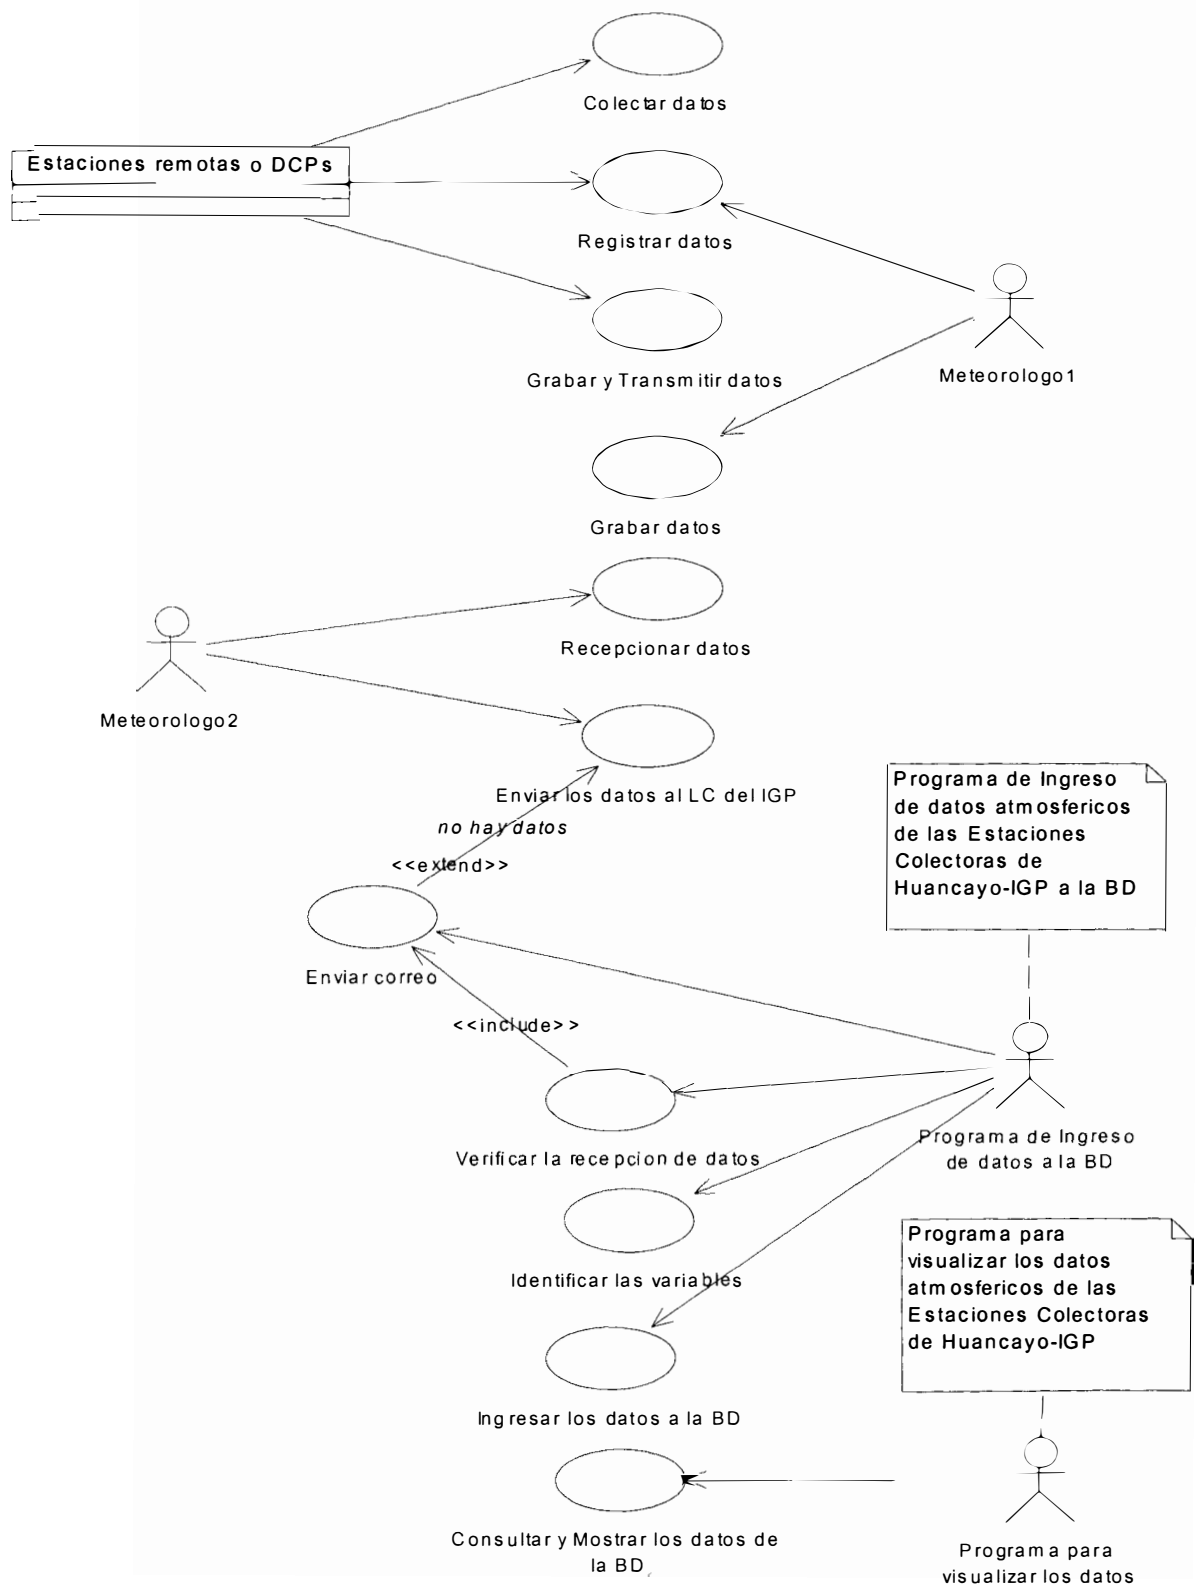 Colectar datos
Estaciones remotas o DCPs
Registrar datos
Grabar y Transmitir datos
Meteorologo1
Grabar datos
Recepcionar datos
Meteorologo2
Enviar los datos al LC del IGP
no hay datos
<<extend>>
Programa de Ingreso
de datos atmosfericos
de las Estaciones
Colectoras de
Huancayo-IGP a la BD
Enviar correo
<<include>>
Programa de Ingreso
de datos a la BD
Verificar la recepcion de datos
Identificar las variables
Programa para
visualizar los datos
atmosfericos de las
Estaciones Colectoras
de Huancayo-IGP
Ingresar los datos a la BD
Consultar y Mostrar los datos de
la BD
Programa para
visualizar los datos